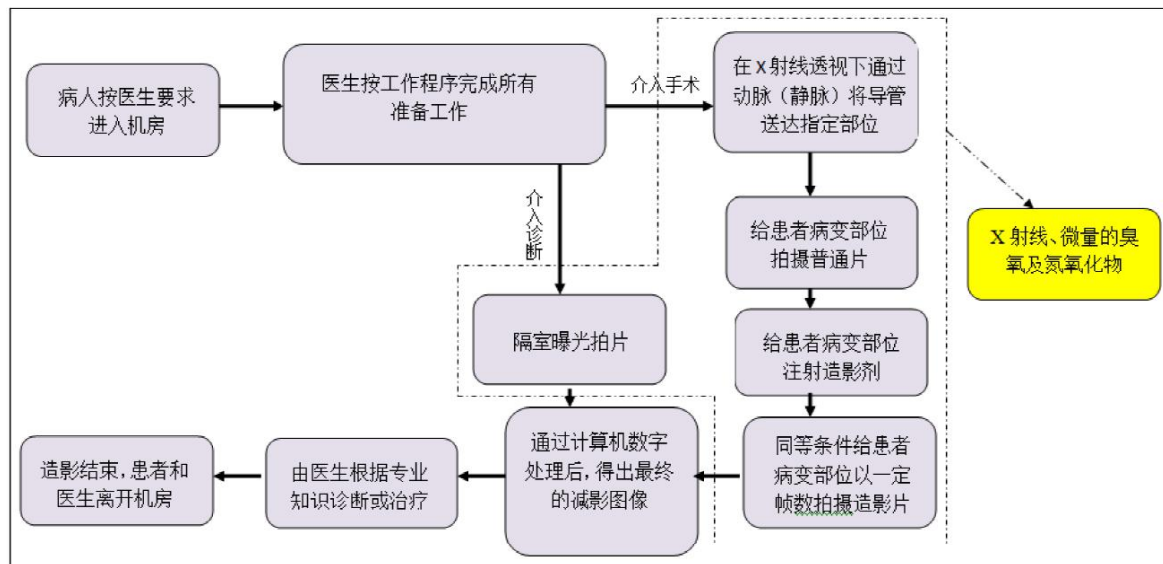 病人按医生要求
进入机房
医生按工作程序完成所有
准备工作
介入手术
在X射线透视下通过
动脉（静脉）将导管
送达指定部位
介入诊断
给患者病变部位
拍摄普通片
X 射线、微量的臭
氧及氮氧化物
隔室曝光拍片
给患者病变部位
注射造影剂
造影结束,患者和
医生离开机房
由医生根据专业
知识诊断或治疗
通过计算机数字
处理后,得出最终
的减影图像
同等条件给患者
病变部位以一定
帧数拍摄造影片